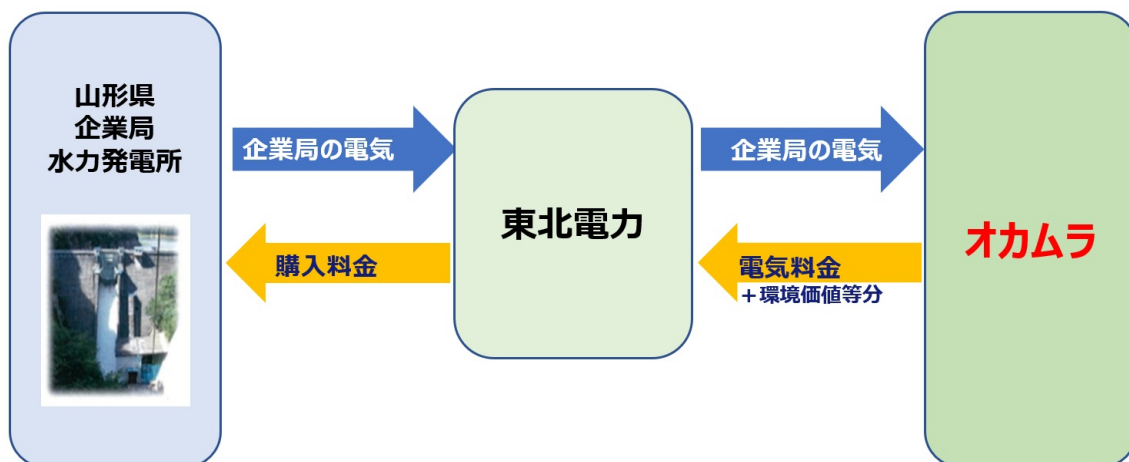 山形県
企業局
水力発電所
企業局の電気
購入料金
東北電力
企業局の電気
電気料金
＋環境価値等分
オカムラ